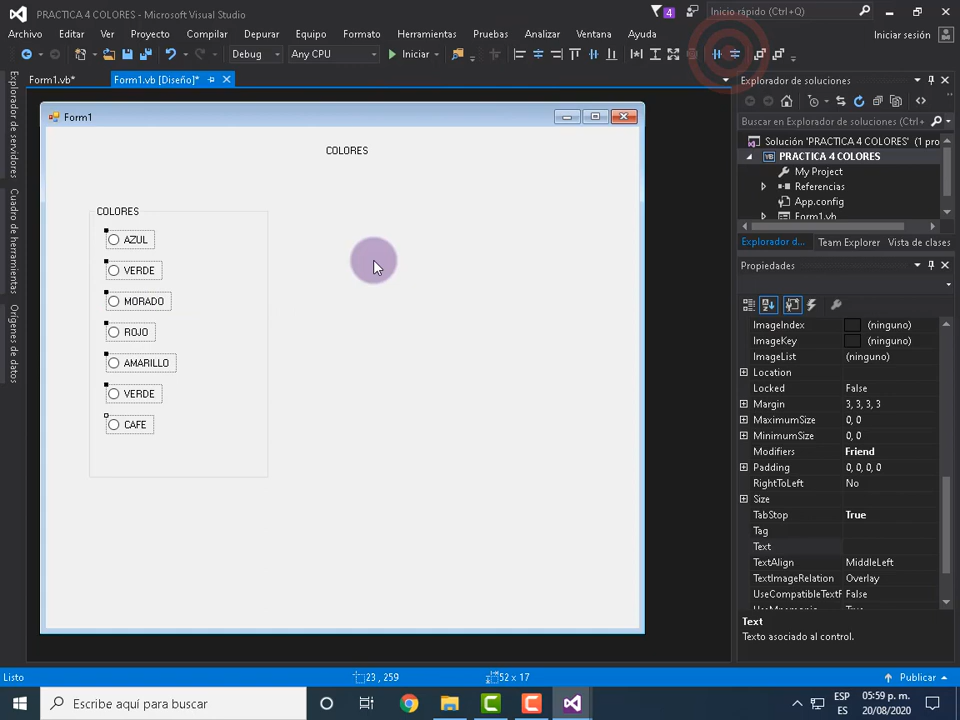 PRACTICA 4 COLORES - Microsoft Visual Studio
4
Inicio rápido (Ctrl+Q)
Archivo Editar Ver Proyecto Compilar Depurar Equipo Formato Herramientas Pruebas Analizar Ventana Ayuda
Iniciar sesión
Debug Any CPU Iniciar
Form1.vb* Form1.vb [Diseño]*
Explorador de servidores
Cuadro de herramientas
Orígenes de datos
Form1
COLORES
COLORES
AZUL
VERDE
MORADO
ROJO
AMARILLO
VERDE
CAFE
Explorador de soluciones
Buscar en Explorador de soluciones (Ctrl+
Solución 'PRACTICA 4 COLORES' (1 pro
VB PRACTICA 4 COLORES
My Project
Referencias
App.config
Form1.vb
Explorador d... Team Explorer Vista de clases
Propiedades
ImageIndex (ninguno)
ImageKey (ninguno)
ImageList (ninguno)
Location
Locked False
Margin 3, 3, 3, 3
MaximumSize 0, 0
MinimumSize 0, 0
Modifiers Friend
Padding 0, 0, 0, 0
RightToLeft No
Size
TabStop True
Tag
Text
TextAlign MiddleLeft
TextImageRelation Overlay
UseCompatibleTextF False
UseMnemonic True
Text
Texto asociado al control.
Listo 23 , 259 52 x 17 Publicar
Escribe aquí para buscar
ESP
ES
05:59 p. m.
20/08/2020